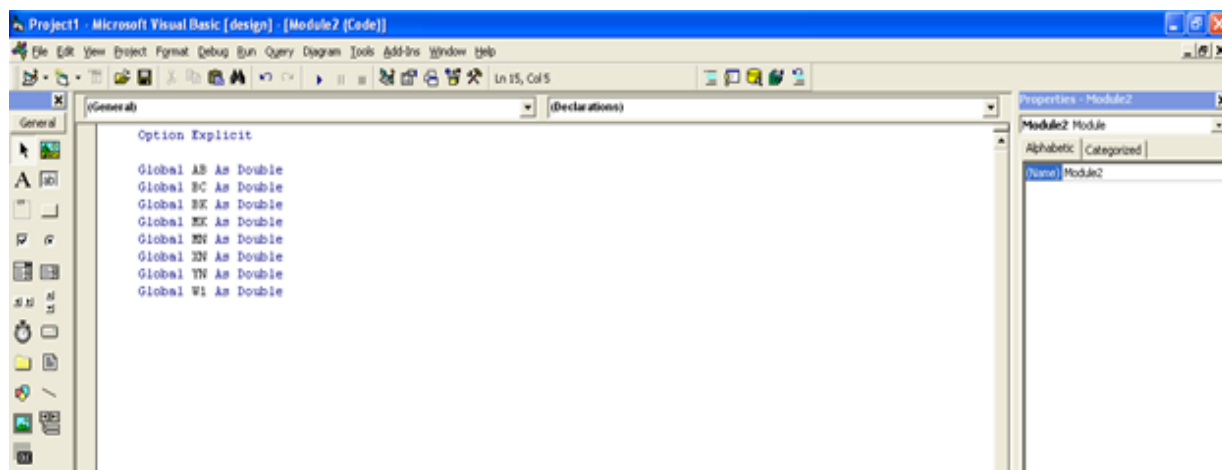 Project1 - Microsoft Visual Basic [design] - [Module2 (Code)]
File Edit View Project Format Debug Run Query Diagram Tools Add-Ins Window Help
Ln 15, Col 5
General
(General)
(Declarations)
Properties - Module2
Module2 Module
Alphabetic Categorized
(Name) Module2
Option Explicit
Global AB As Double
Global BC As Double
Global BK As Double
Global MK As Double
Global MN As Double
Global XN As Double
Global YN As Double
Global W1 As Double